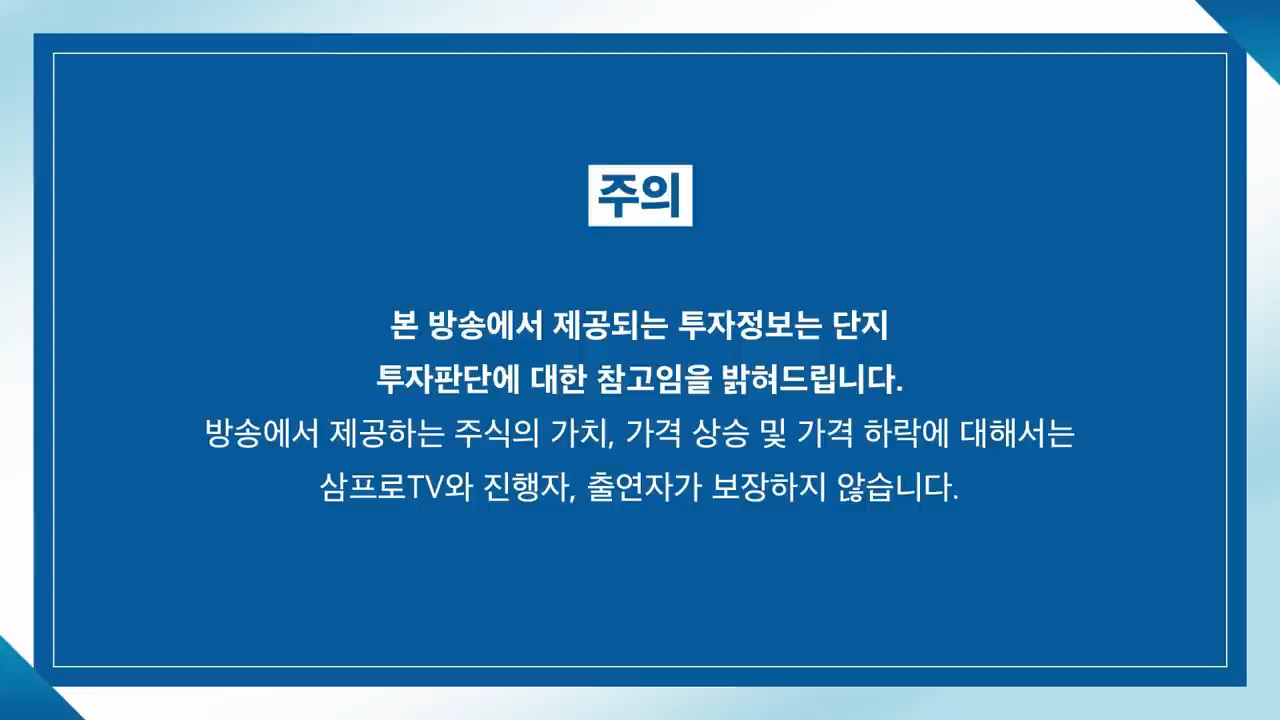 주의
본 방송에서 제공되는 투자정보는 단지
투자판단에 대한 참고임을 밝혀드립니다.
방송에서 제공하는 주식의 가치, 가격 상승 및 가격 하락에 대해서는
삼프로TV와 진행자, 출연자가 보장하지 않습니다.